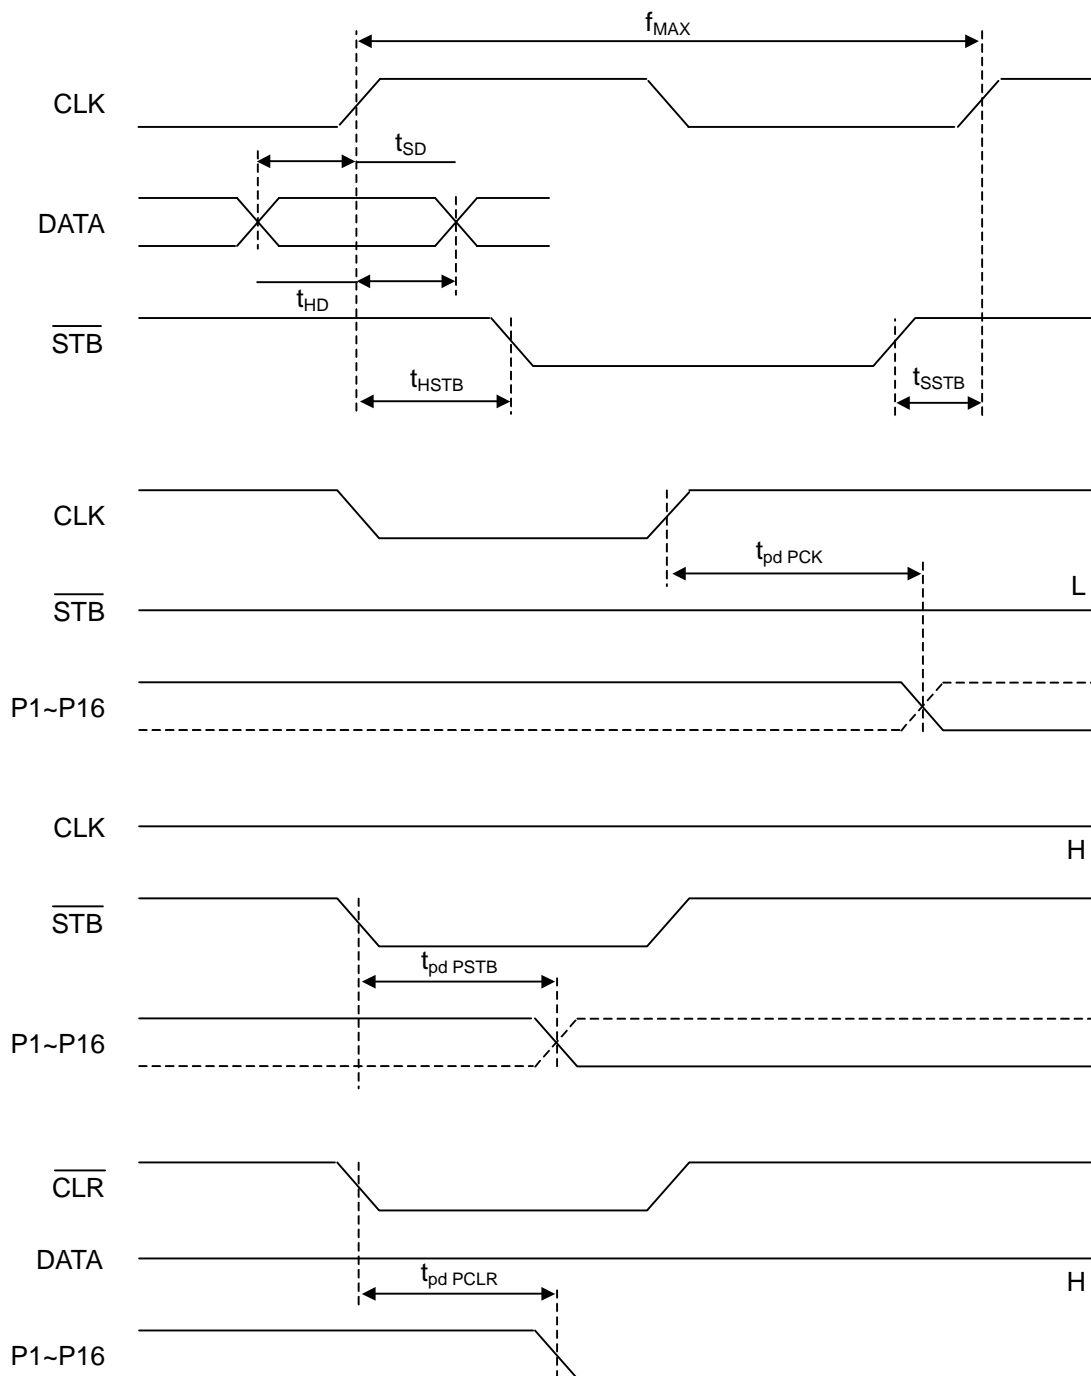 fMAX
CLK
tSD
DATA
tHD
STB
tHSTB
tSSTB
CLK
tpd PCK
L
STB
P1~P16
CLK
H
STB
tpd PSTB
P1~P16
CLR
DATA
H
tpd PCLR
P1~P16